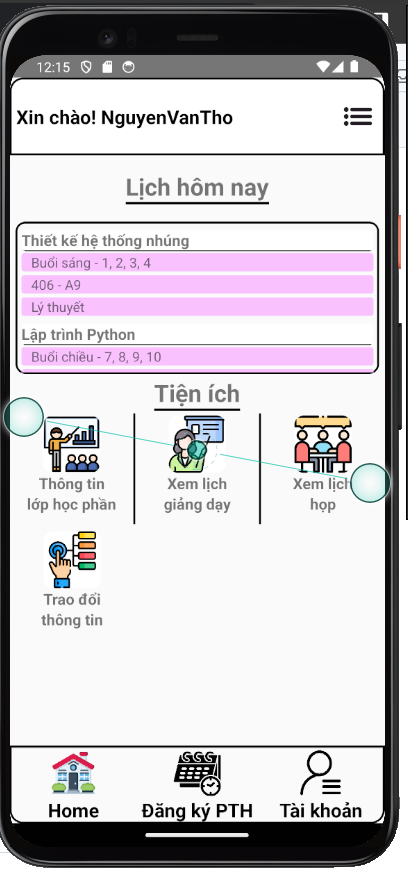 12:15
Xin chào! NguyenVanTho
Lịch hôm nay
Thiết kế hệ thống nhúng
Buổi sáng - 1, 2, 3, 4
406 - A9
Lý thuyết
Lập trình Python
Buổi chiều - 7, 8, 9, 10
Tiện ích
Thông tin
lớp học phần
Xem lịch
giảng dạy
Xem lịch
họp
Trao đổi
thông tin
Home
Đăng ký PTH
Tài khoản